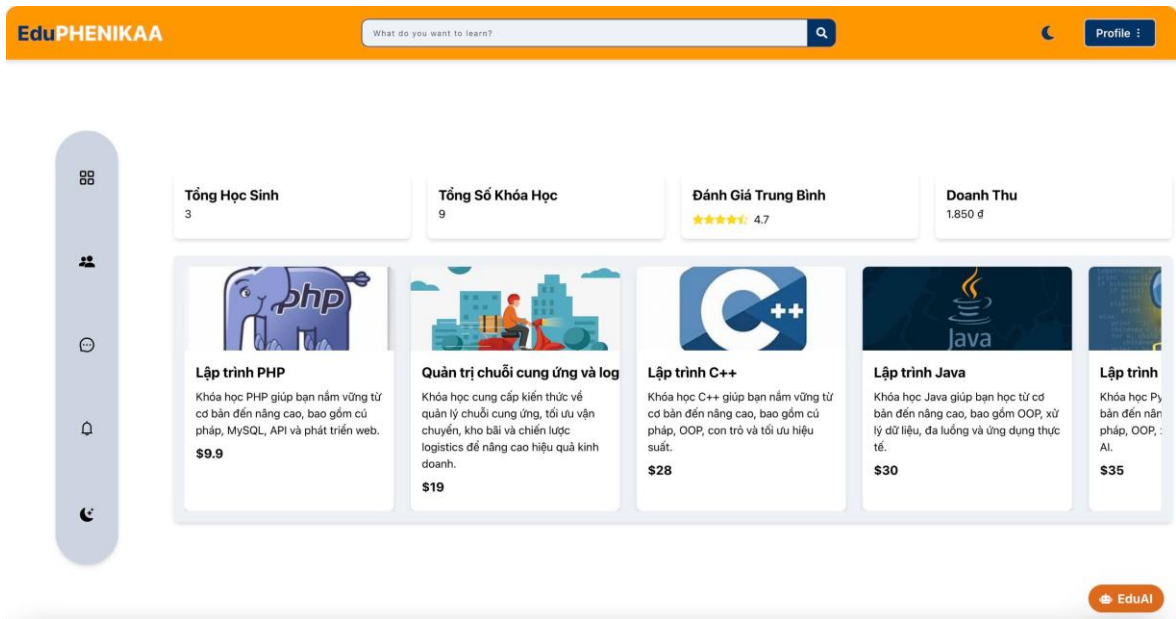 EduPHENIKAA
What do you want to learn?
Profile
Tổng Học Sinh
3
Tổng Số Khóa Học
9
Đánh Giá Trung Bình
4.7
Doanh Thu
1.850 đ
php
Lập trình PHP
Khóa học PHP giúp bạn nắm vững từ
cơ bản đến nâng cao, bao gồm cú
pháp, MySQL, API và phát triển web.
$9.9
Quản trị chuỗi cung ứng và log
Khóa học cung cấp kiến thức về
quản lý chuỗi cung ứng, tối ưu vận
chuyển, kho bãi và chiến lược
logistics để nâng cao hiệu quả kinh
doanh.
$19
C++
Lập trình C++
Khóa học C++ giúp bạn nắm vững từ
cơ bản đến nâng cao, bao gồm cú
pháp, OOP, con trỏ và tối ưu hiệu
suất.
$28
Java
Lập trình Java
Khóa học Java giúp bạn học từ cơ
bản đến nâng cao, bao gồm OOP, xử
lý dữ liệu, đa luồng và ứng dụng thực
tế.
$30
Lập trình
Khóa học Py
bản đến nân
pháp, OOP,
AI.
$35
EduAI